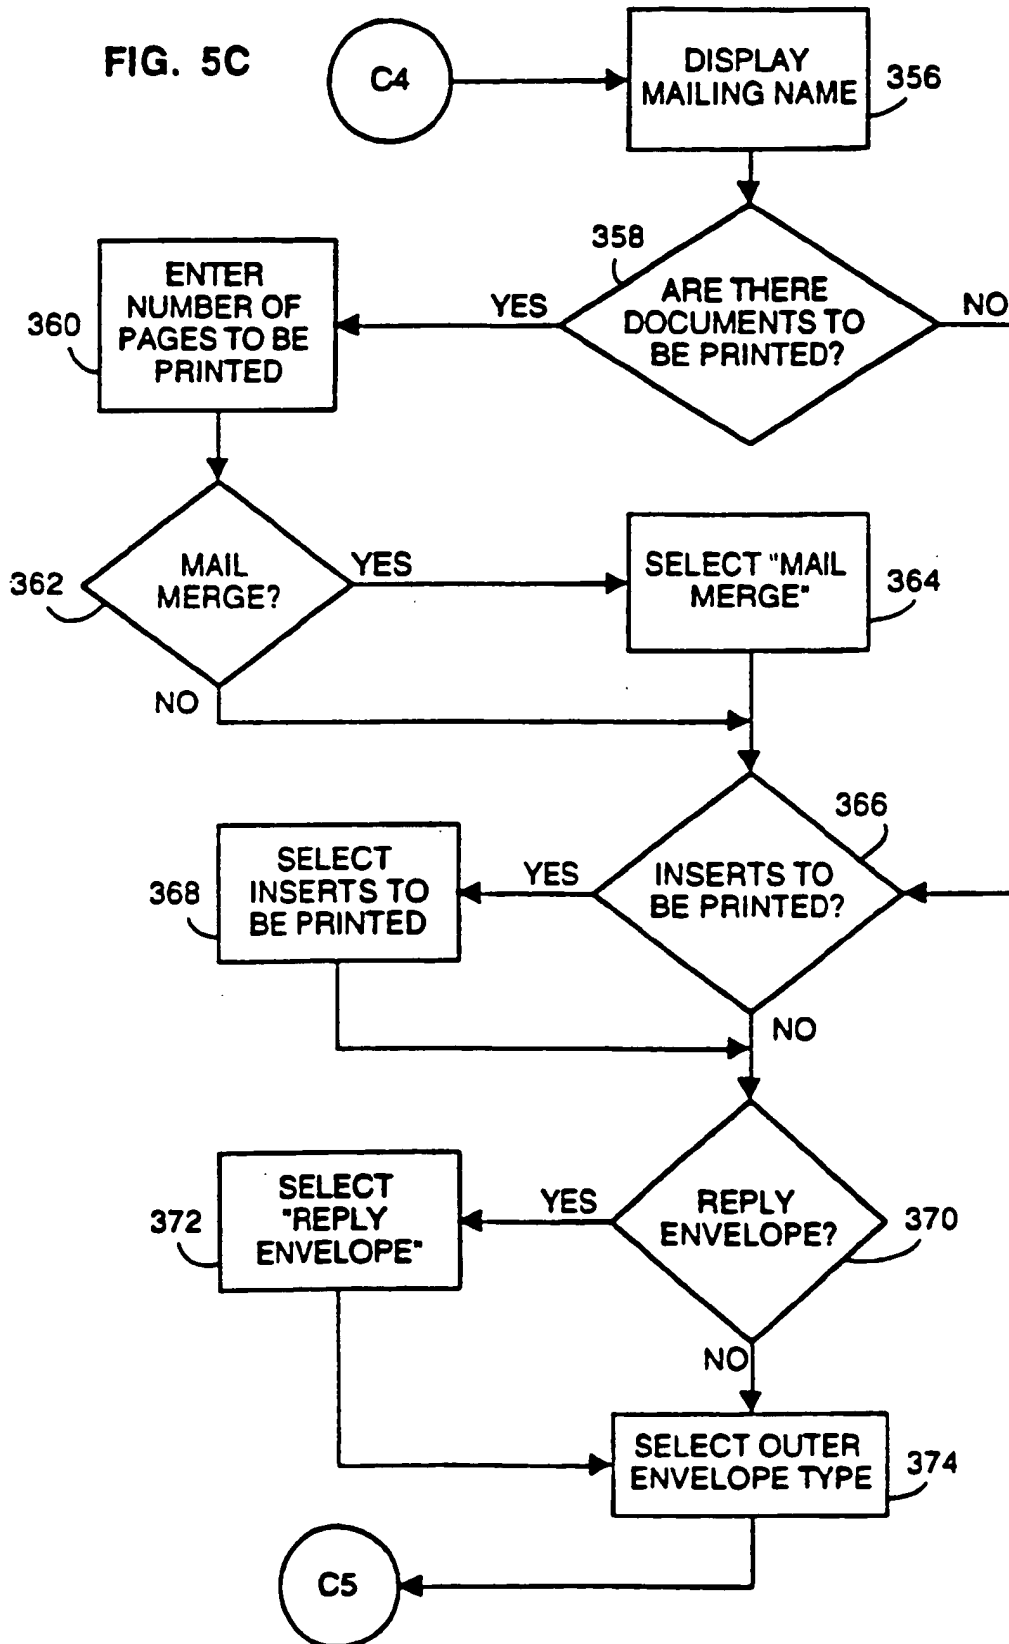 FIG. 5C
C4
DISPLAY
MAILING NAME
356
358
ARE THERE
DOCUMENTS TO
BE PRINTED?
YES
NO
ENTER
NUMBER OF
PAGES TO BE
PRINTED
360
MAIL
MERGE?
362
YES
NO
SELECT "MAIL
MERGE"
364
366
INSERTS TO
BE PRINTED?
YES
NO
SELECT
INSERTS TO
BE PRINTED
368
REPLY
ENVELOPE?
370
YES
NO
SELECT
"REPLY
ENVELOPE"
372
SELECT OUTER
ENVELOPE TYPE
374
C5